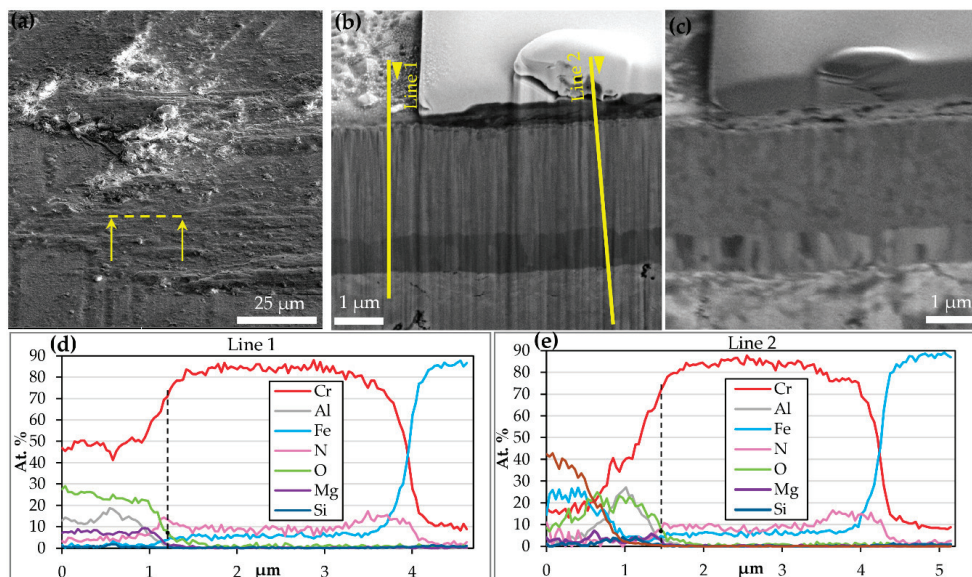 (a)
25 µm
(b)
Line 1
Line 2
1 µm
(c)
1 µm
(d)
Line 1
At. %
90
80
70
60
50
40
30
20
10
0
Cr
Al
Fe
N
O
Mg
Si
0
1
2
3
4
µm
(e)
Line 2
At. %
90
80
70
60
50
40
30
20
10
0
Cr
Al
Fe
N
O
Mg
Si
0
1
2
3
4
5
µm